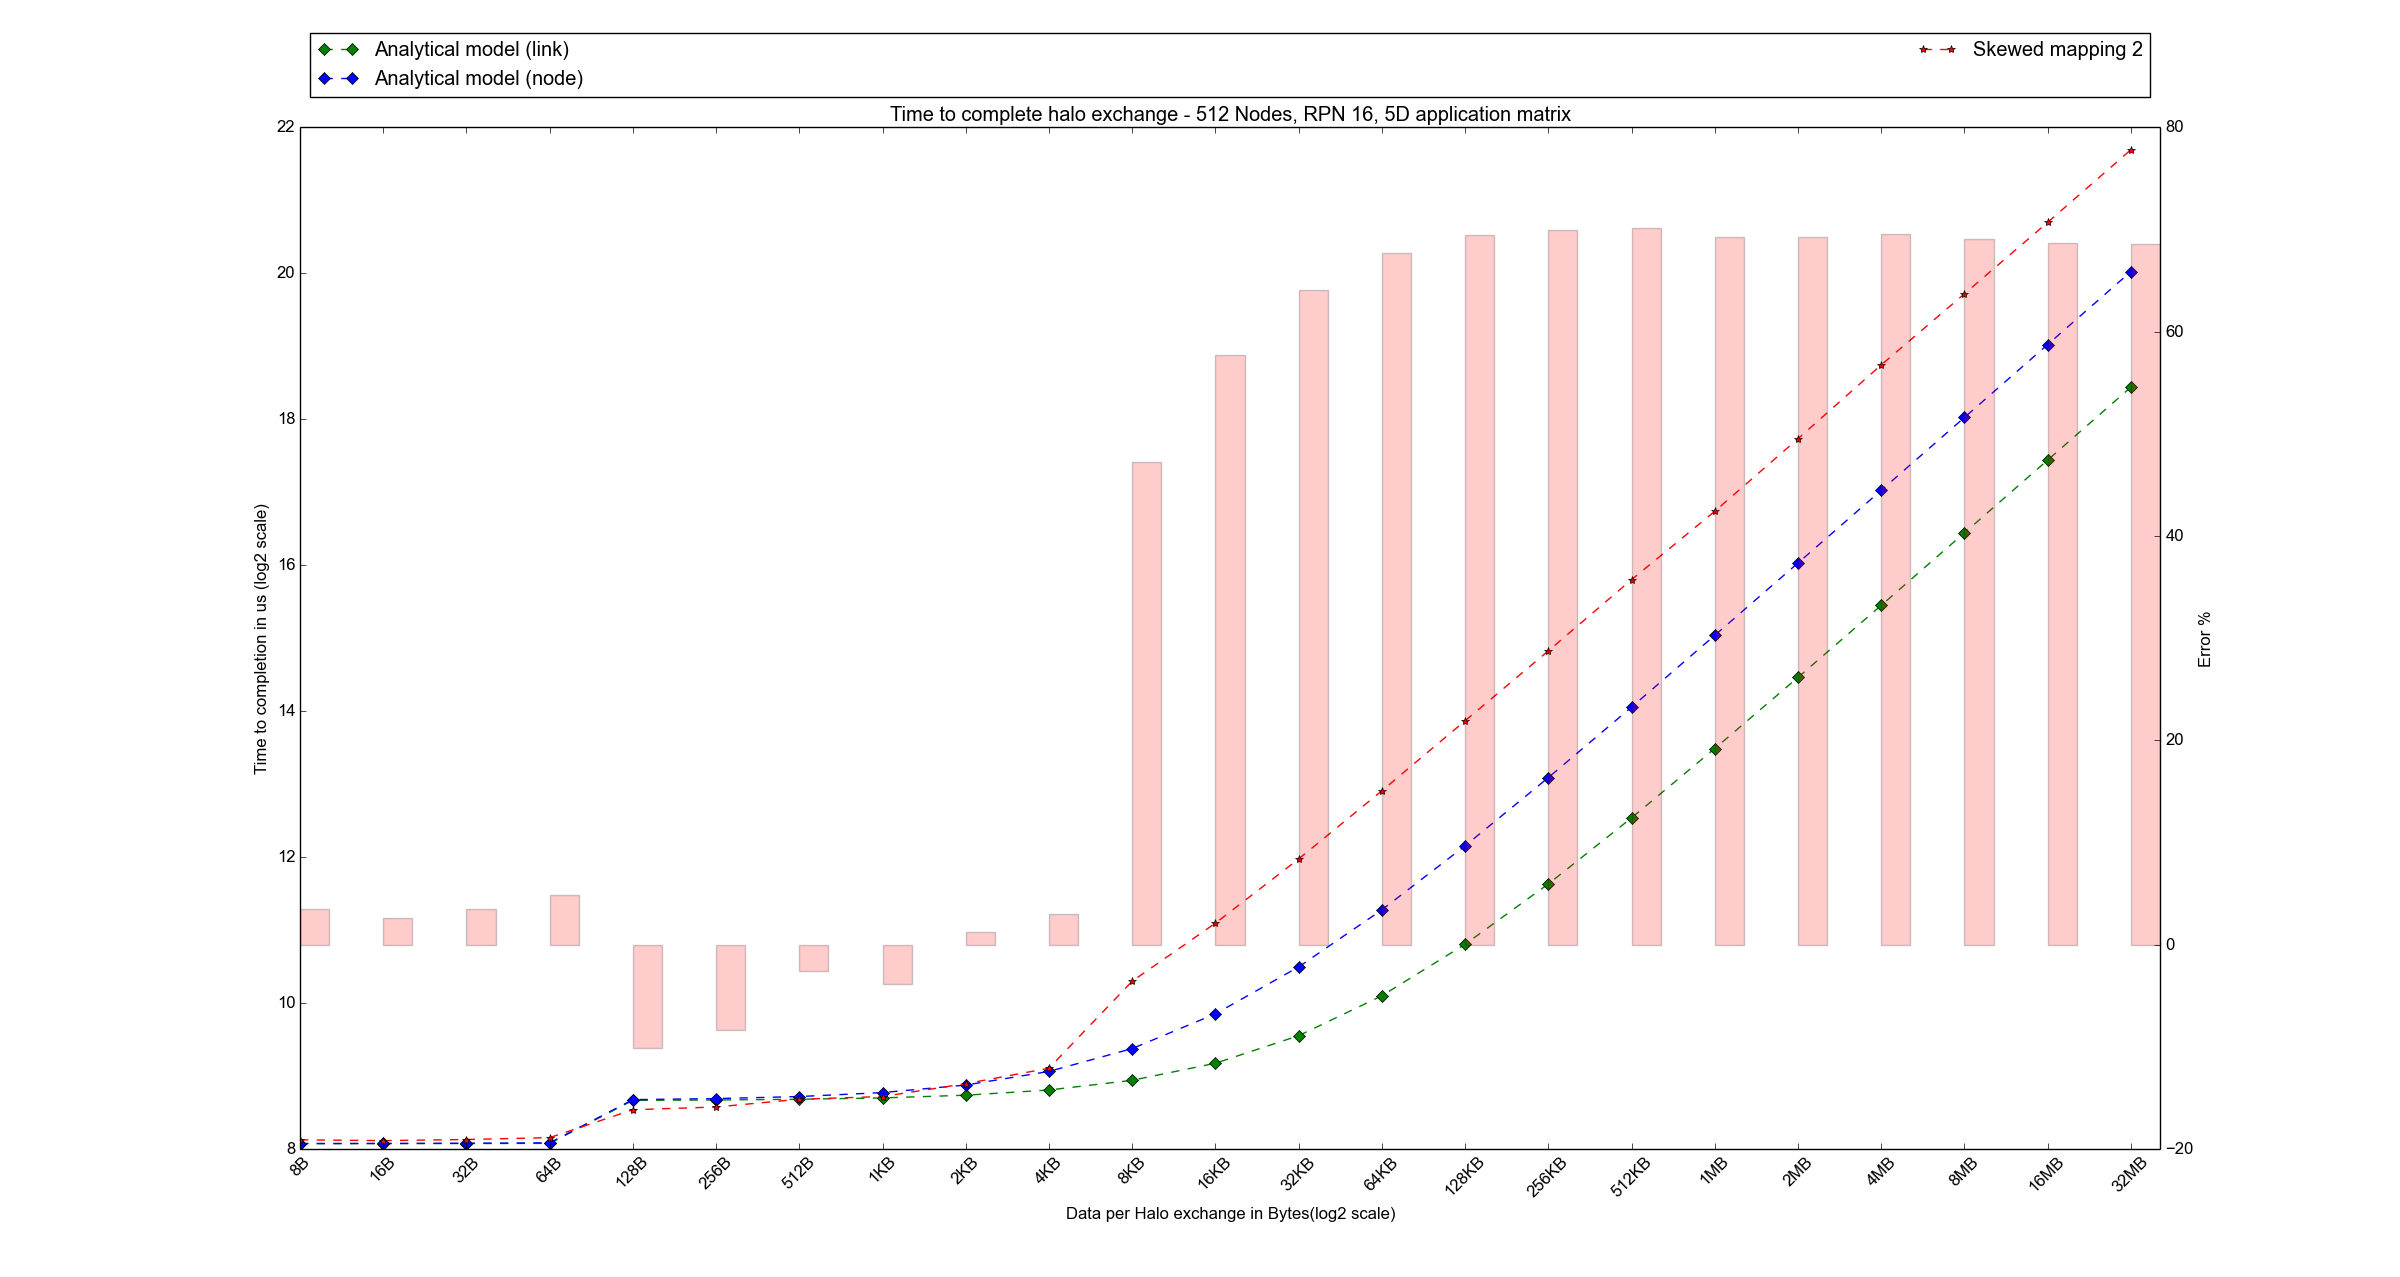 Analytical model (link)
Analytical model (node)
Skewed mapping 2
Time to complete halo exchange - 512 Nodes, RPN 16, 5D application matrix
22
20
18
16
14
12
10
8
Time to completion in us (log2 scale)
80
60
40
20
0
−20
Error %
8B 16B 32B 64B 128B 256B 512B 1KB 2KB 4KB 8KB 16KB 32KB 64KB 128KB 256KB 512KB 1MB 2MB 4MB 8MB 16MB 32MB
Data per Halo exchange in Bytes(log2 scale)